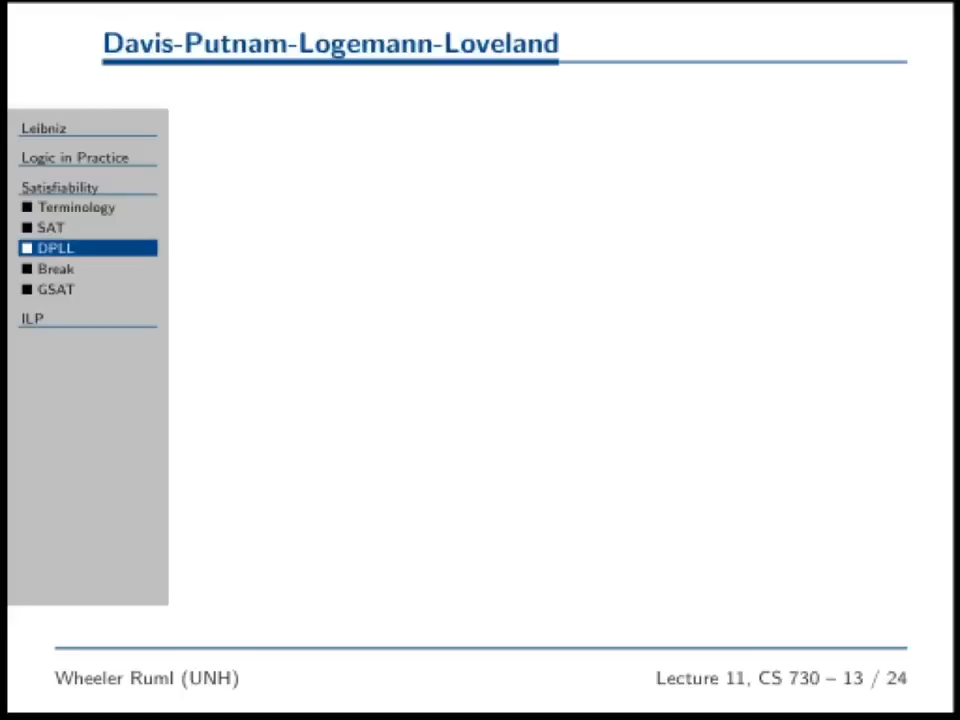 Davis-Putnam-Logemann-Loveland
Leibniz
Logic in Practice
Satisfiability
Terminology
SAT
DPLL
Break
GSAT
ILP
Wheeler Ruml (UNH)
Lecture 11, CS 730 – 13 / 24